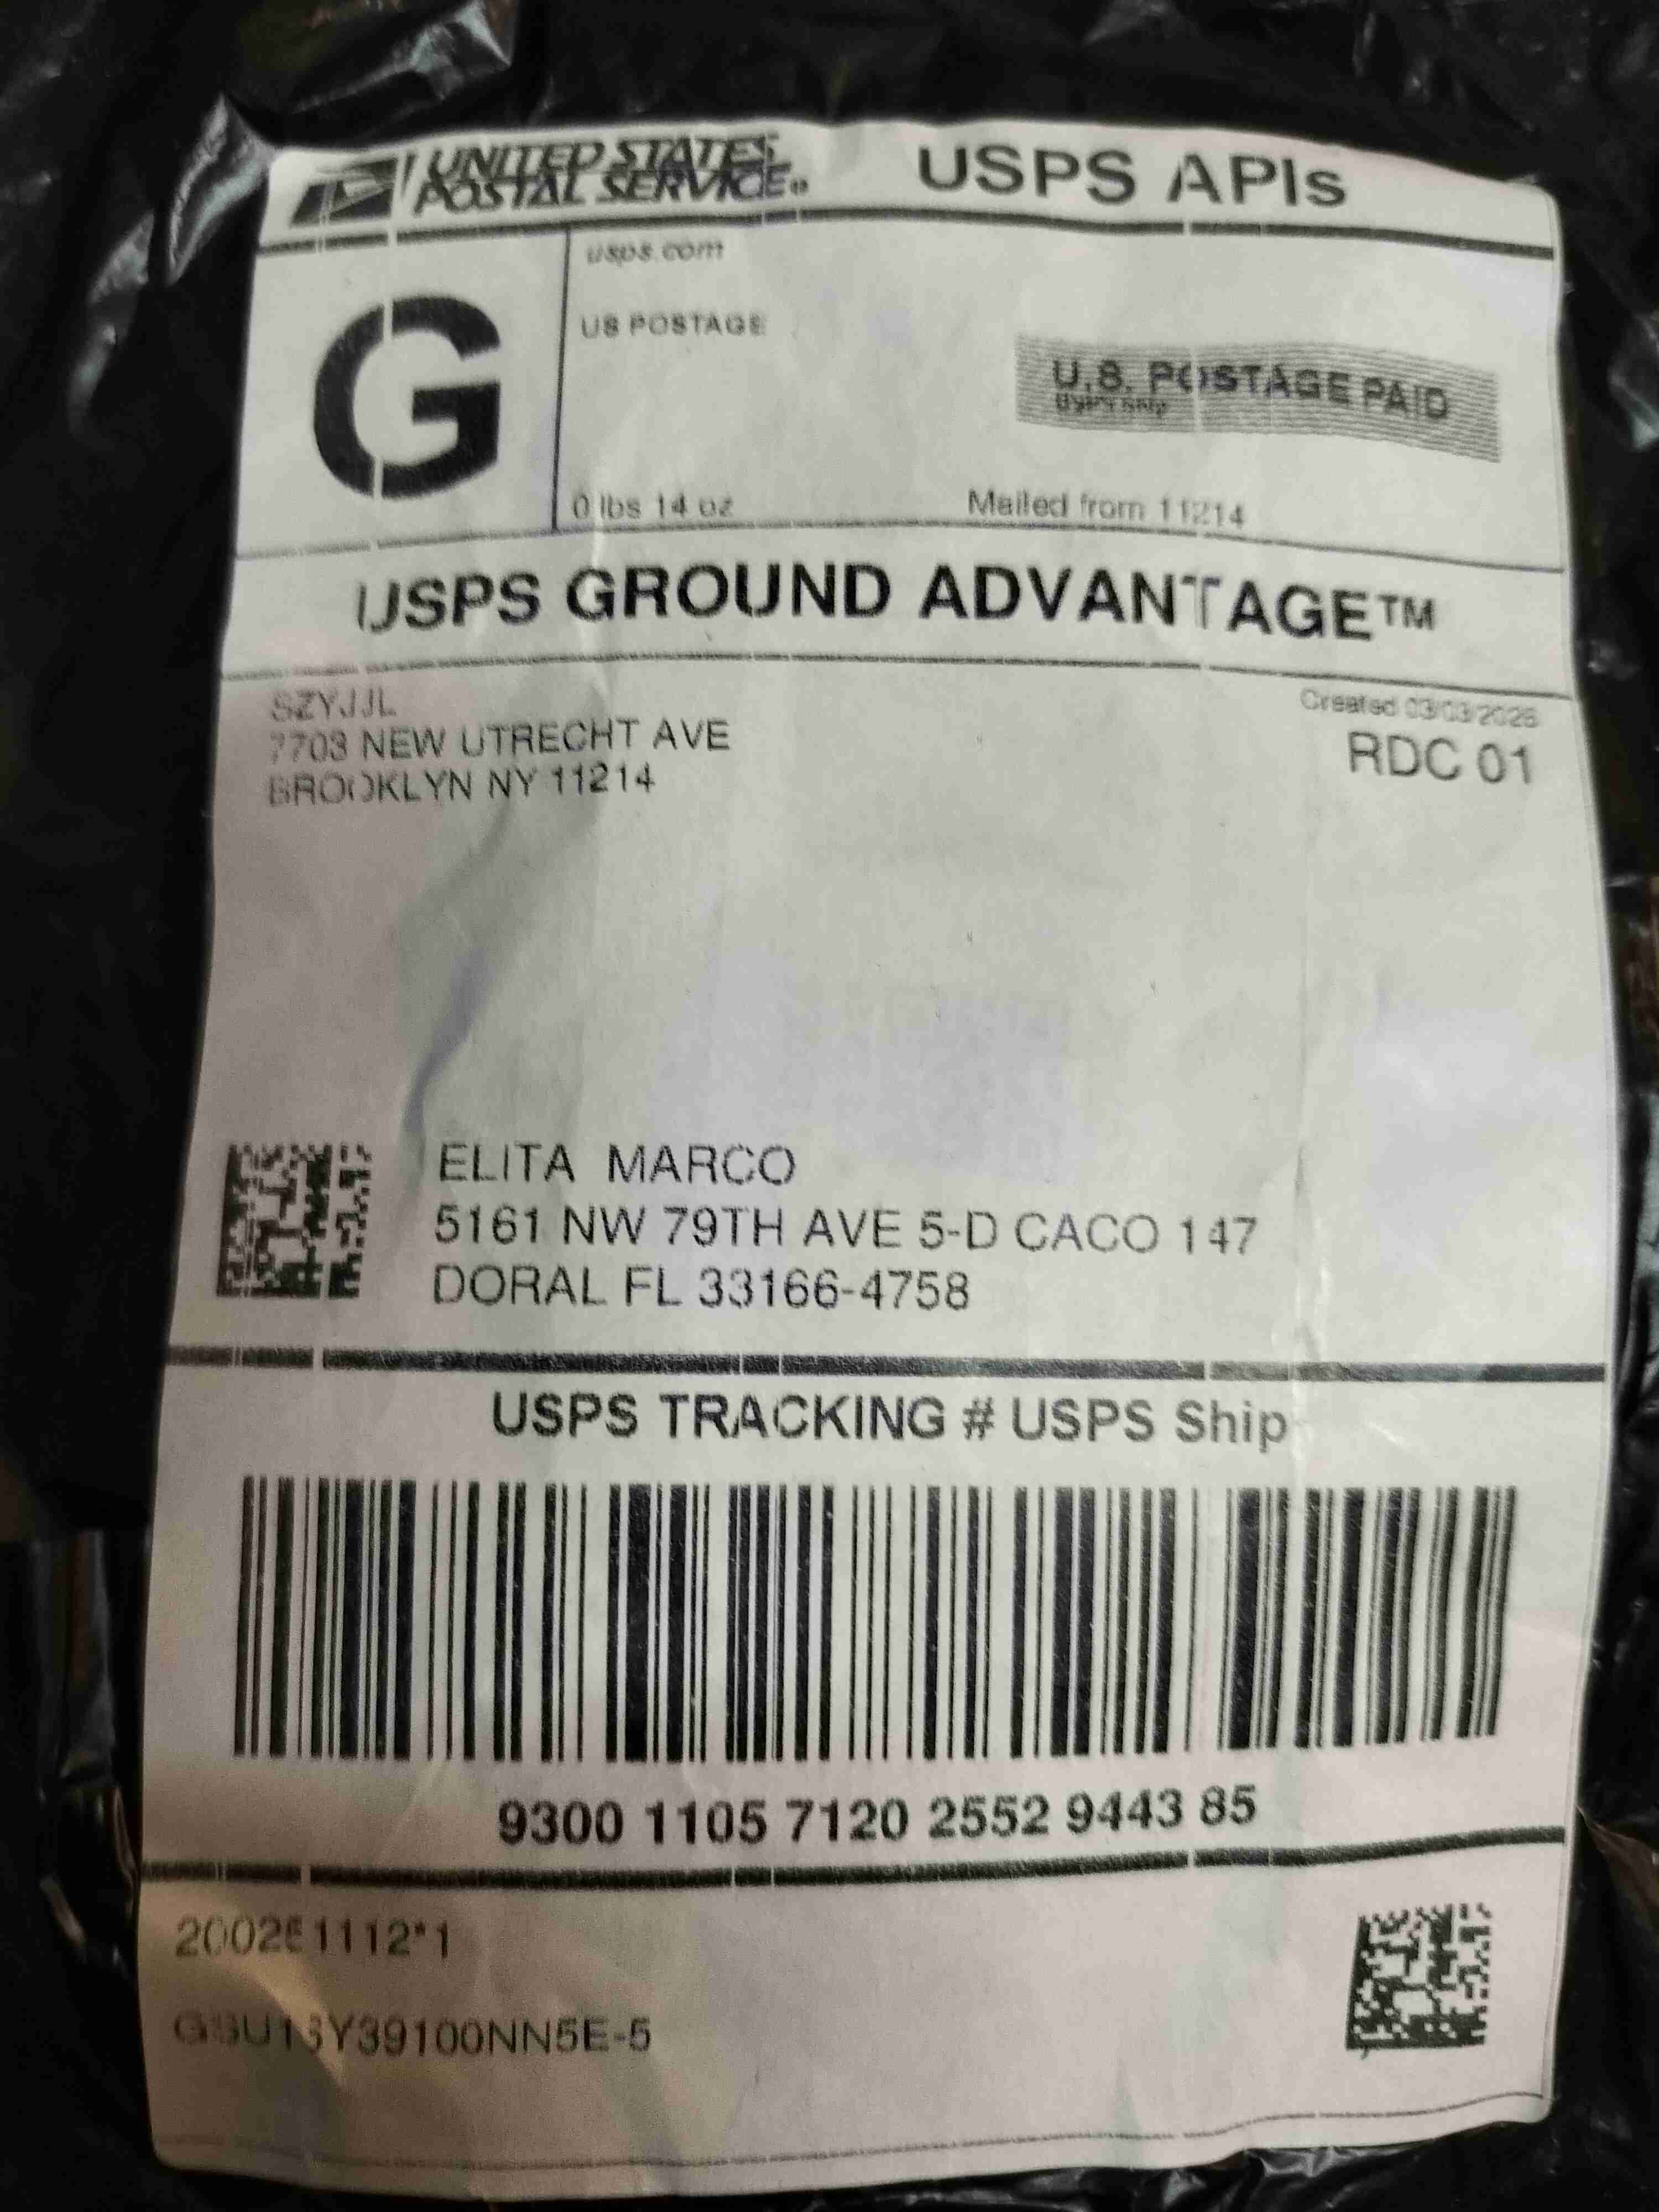 UNITED STATES
POSTAL SERVICE®
USPS APIs
G
usps.com
US POSTAGE
U.S. POSTAGE PAID
0 lbs 14 oz
Mailed from 11214
USPS GROUND ADVANTAGE™
SZYJJL
7703 NEW UTRECHT AVE
BROOKLYN NY 11214
Created 03/03/2026
RDC 01
ELITA MARCO
5161 NW 79TH AVE 5-D CACO 147
DORAL FL 33166-4758
USPS TRACKING # USPS Ship
9300 1105 7120 2552 9443 85